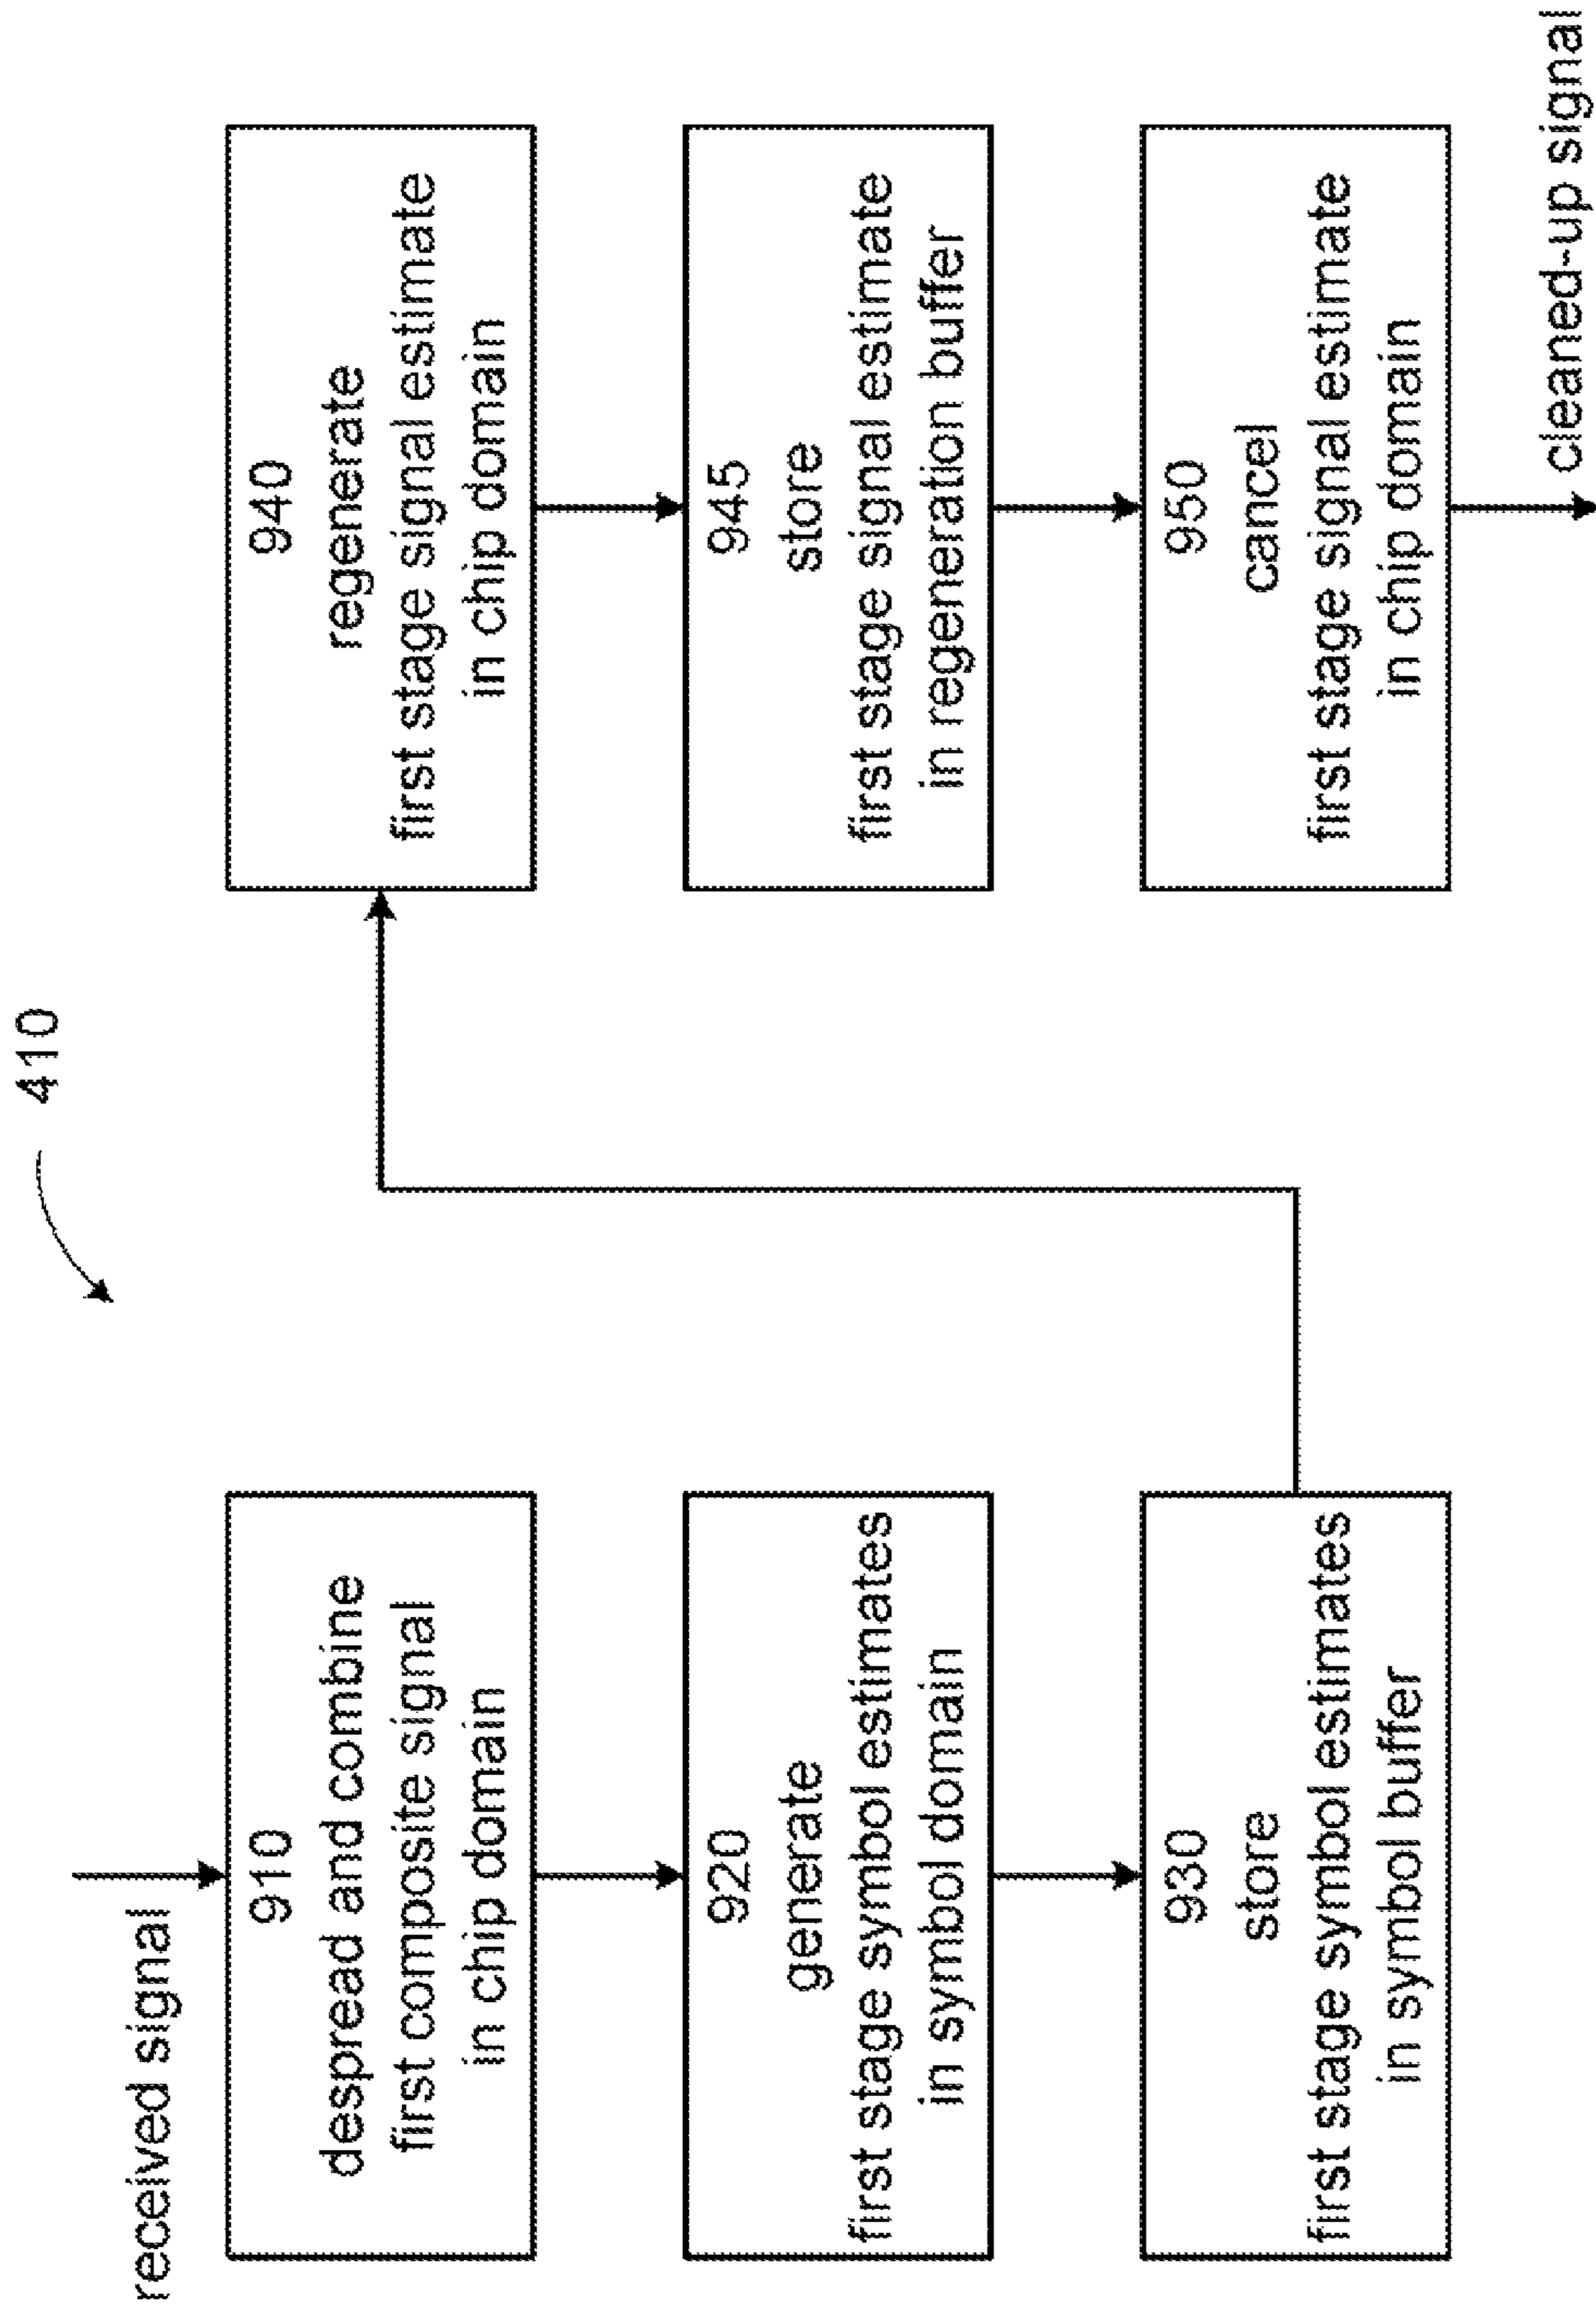 410
received signal
910
despread and combine
first composite signal
in chip domain
920
generate
first stage symbol estimates
in symbol domain
930
store
first stage symbol estimates
in symbol buffer
940
regenerate
first stage signal estimate
in chip domain
945
store
first stage signal estimate
in regeneration buffer
950
cancel
first stage signal estimate
in chip domain
cleaned-up signal